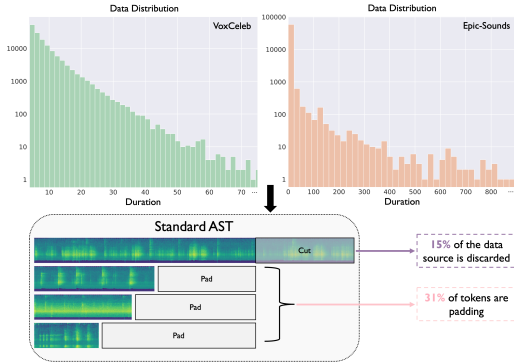 Data Distribution
VoxCeleb
100000
10000
1000
100
10
1
10 20 30 40 50 60 70 ...
Duration
Data Distribution
Epic-Sounds
100000
10000
1000
100
10
1
0 100 200 300 400 500 600 700 800 ...
Duration
Standard AST
Cut
Pad
Pad
Pad
15% of the data
source is discarded
31% of tokens are
padding